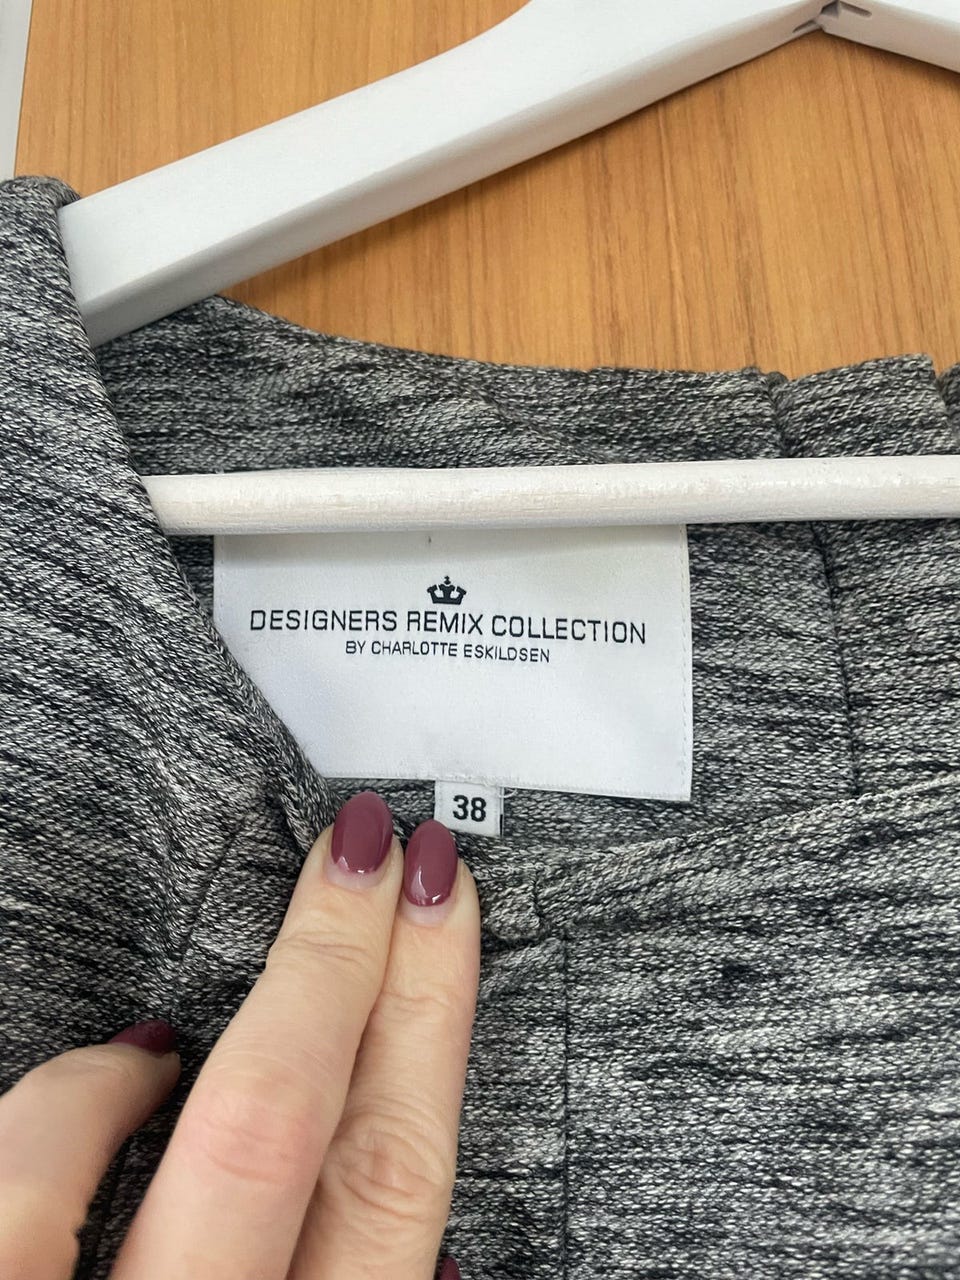 DESIGNERS REMIX COLLECTION
BY CHARLOTTE ESKILDSEN
38